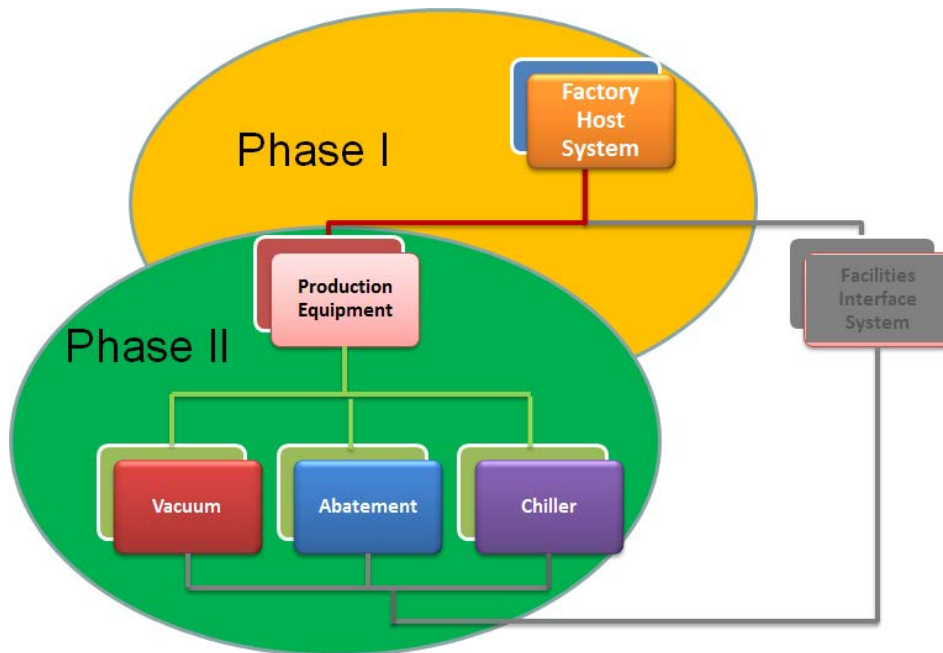 Factory
Host
System
Phase I
Facilities
Interface
System
Production
Equipment
Phase II
Vacuum
Abatement
Chiller